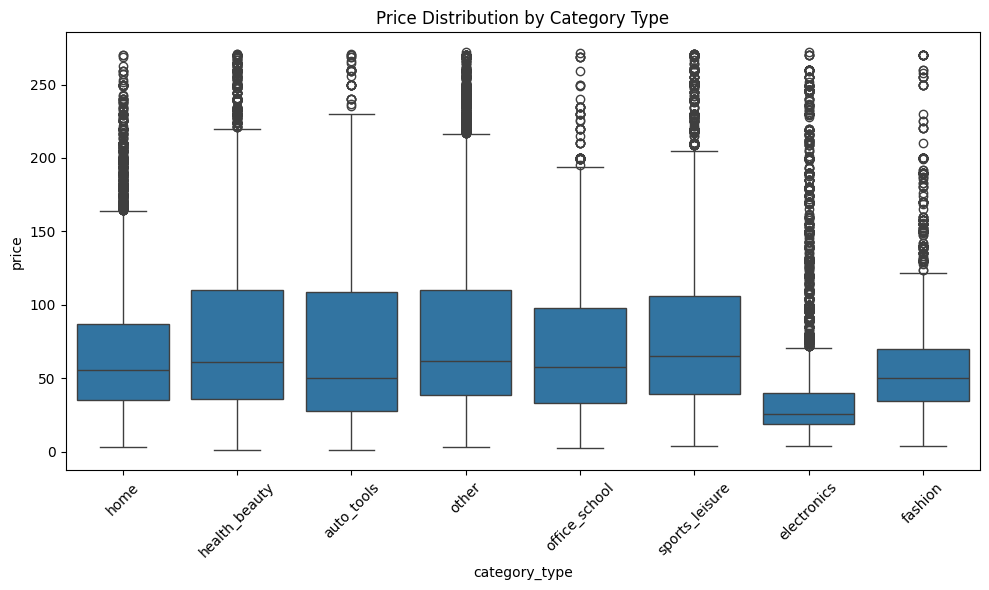 Price Distribution by Category Type
price
250
200
150
100
50
0
home
health_beauty
auto_tools
other
office_school
sports_leisure
electronics
fashion
category_type